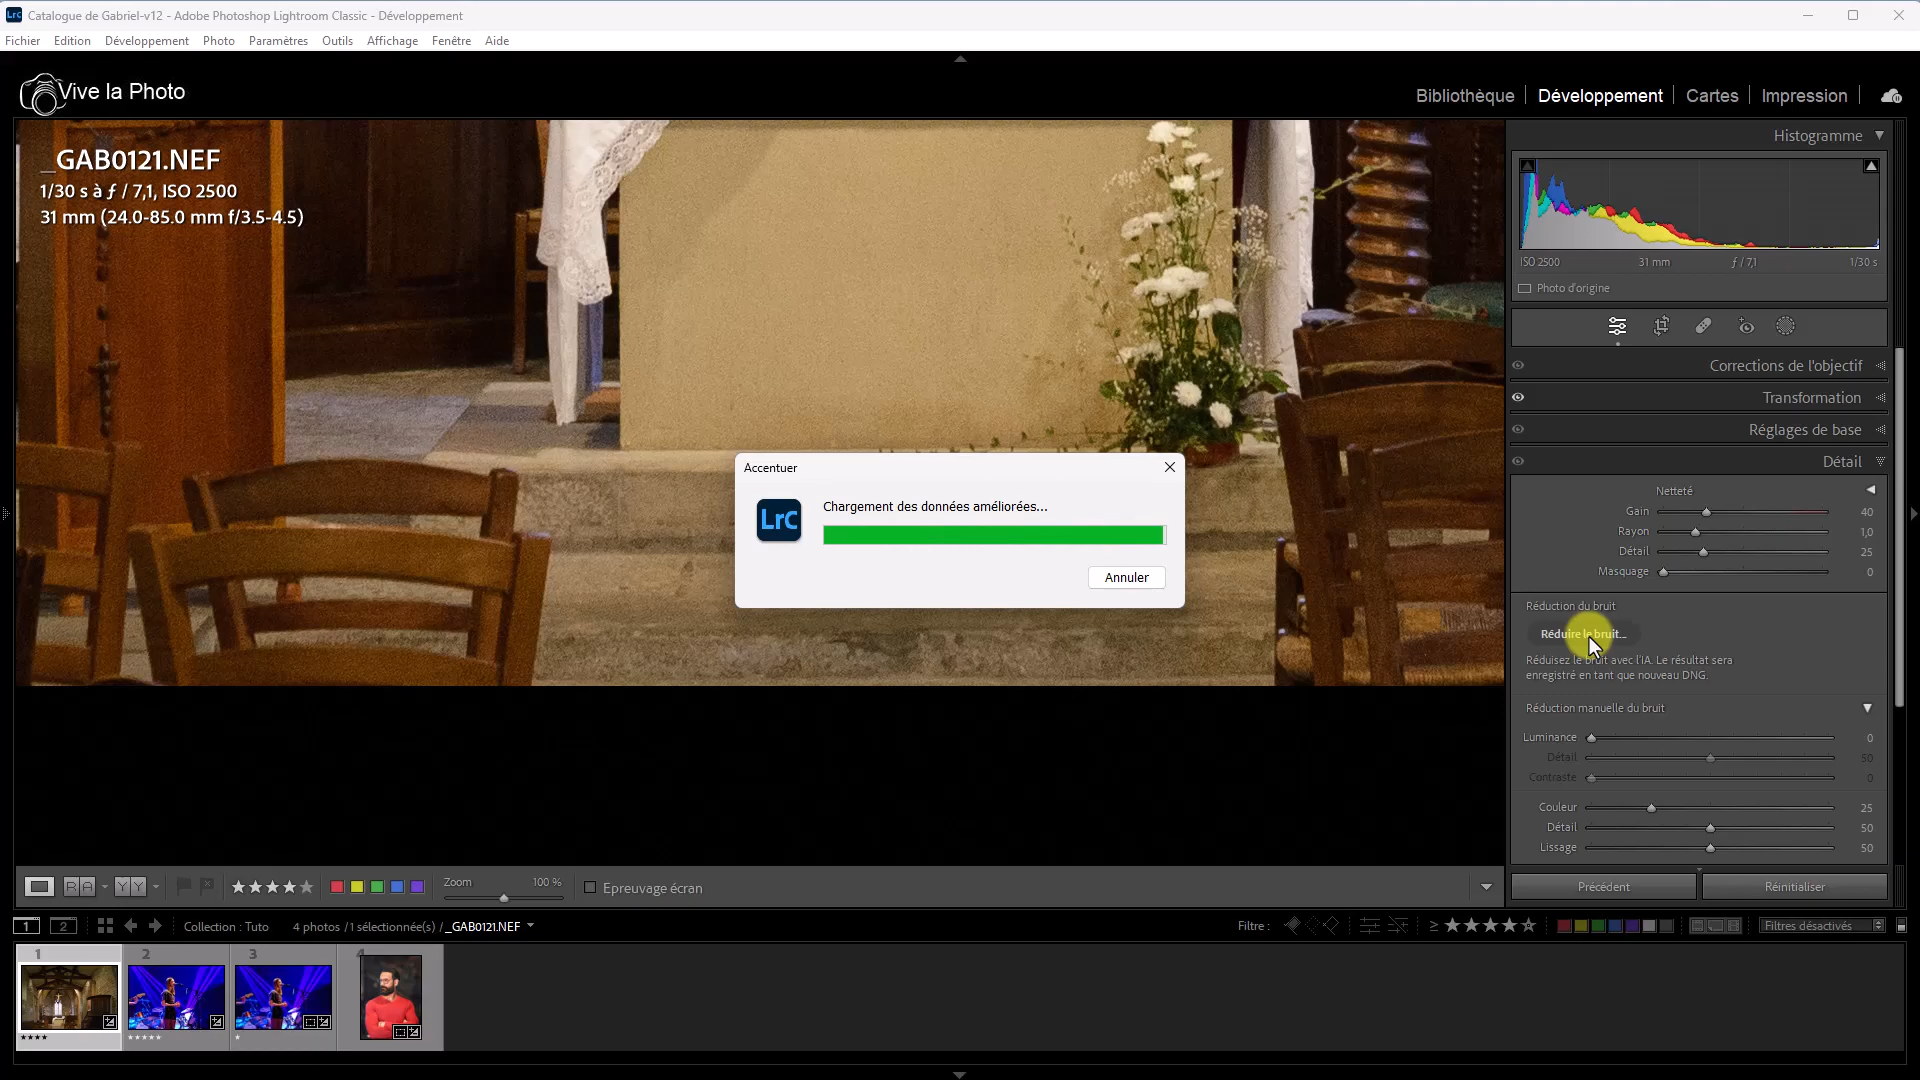 Catalogue de Gabriel-v12 - Adobe Photoshop Lightroom Classic - Développement
Fichier Edition Développement Photo Paramètres Outils Affichage Fenêtre Aide
Vive la Photo
Bibliothèque Développement Cartes Impression
_GAB0121.NEF
1/30 s à ƒ / 7,1, ISO 2500
31 mm (24.0-85.0 mm f/3.5-4.5)
Histogramme
ISO 2500 31 mm ƒ / 7,1 1/30 s
Photo d'origine
Corrections de l'objectif
Transformation
Réglages de base
Détail
Netteté
Gain 40
Rayon 1,0
Détail 25
Masquage 0
Accentuer
LrC
Chargement des données améliorées...
Annuler
Réduction du bruit
Réduire le bruit...
Réduisez le bruit avec l'IA. Le résultat sera
enregistré en tant que nouveau DNG.
Réduction manuelle du bruit
Luminance 0
Détail 50
Contraste 0
Couleur 25
Détail 50
Lissage 50
R A Y Y Zoom 100 % Epreuvage écran
Précédent Réinitialiser
1 2 Collection : Tuto 4 photos / 1 sélectionnée(s) / _GAB0121.NEF Filtre : ≥ Filtres désactivés
1 2 3 4